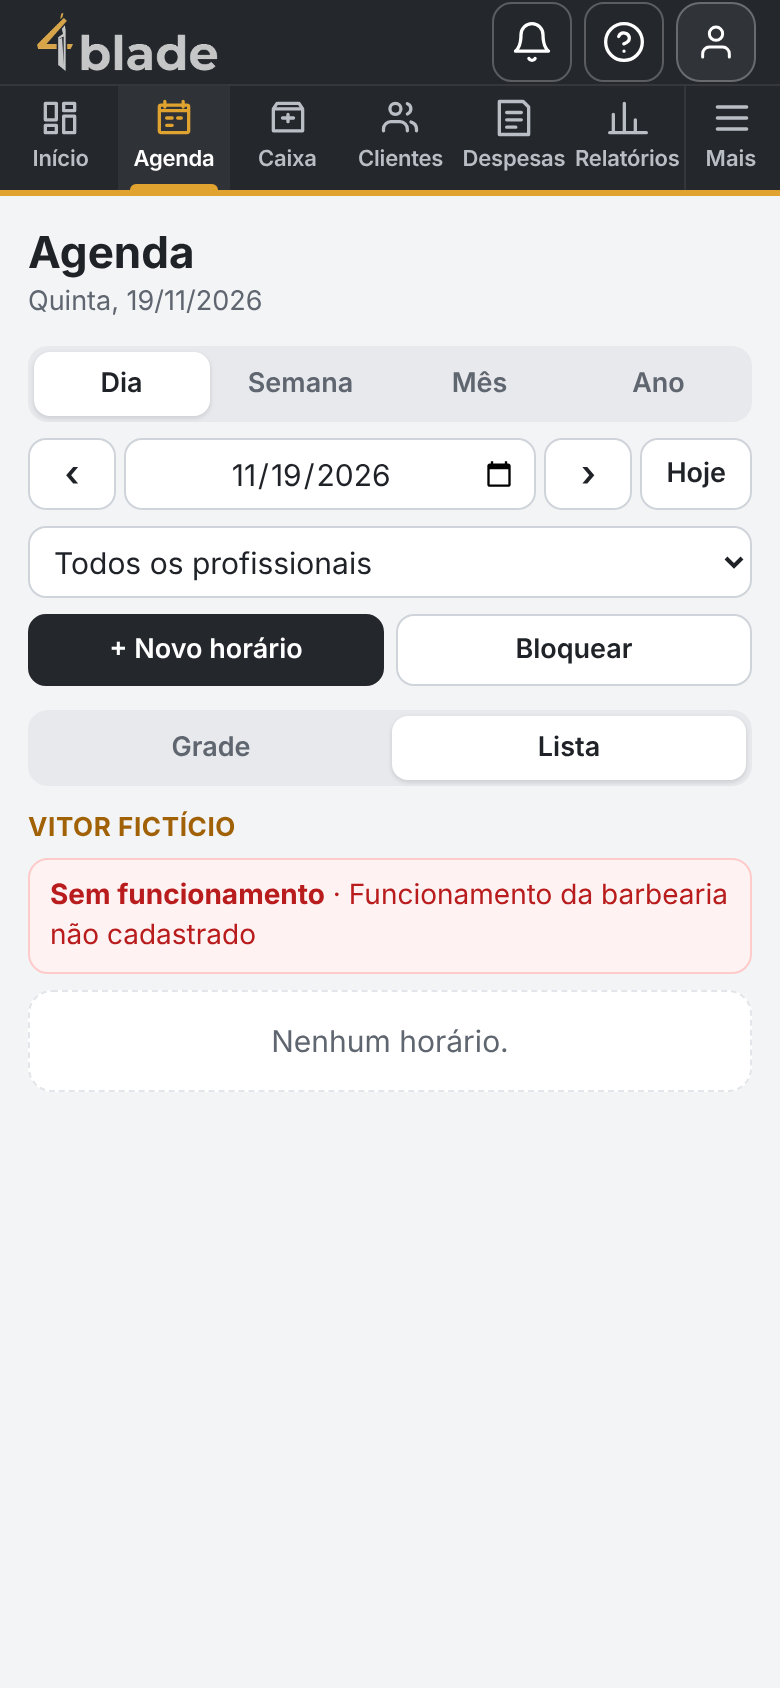 4blade
Início
Agenda
Caixa
Clientes
Despesas
Relatórios
Mais
Agenda
Quinta, 19/11/2026
Dia
Semana
Mês
Ano
‹
11/19/2026
›
Hoje
Todos os profissionais
+ Novo horário
Bloquear
Grade
Lista
VITOR FICTÍCIO
Sem funcionamento · Funcionamento da barbearia
não cadastrado
Nenhum horário.